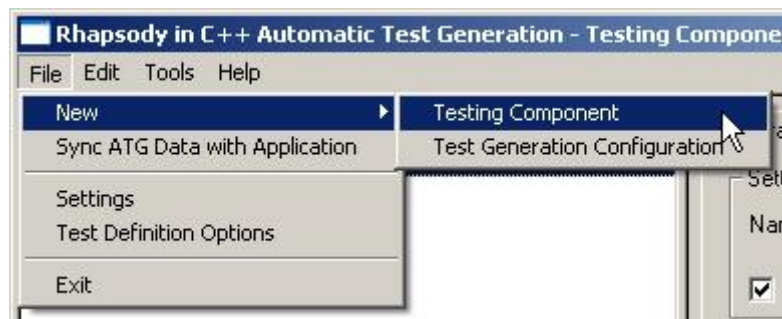 Rhapsody in C++ Automatic Test Generation - Testing Compone
File Edit Tools Help
New Testing Component
Sync ATG Data with Application Test Generation Configuration
Settings
Test Definition Options
Exit